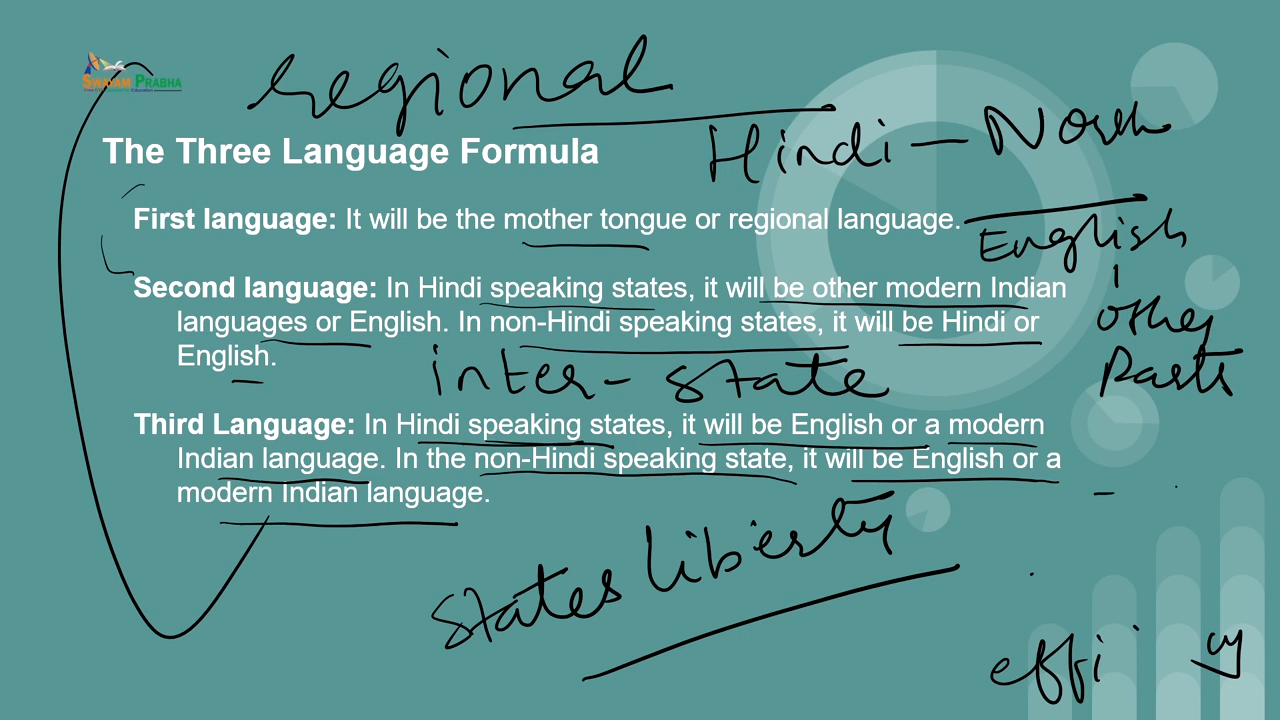 SWAYAM PRABHA
regional
Hindi - North
The Three Language Formula
First language: It will be the mother tongue or regional language.
English
Second language: In Hindi speaking states, it will be other modern Indian
languages or English. In non-Hindi speaking states, it will be Hindi or
English.
other
parts
inter-state
Third Language: In Hindi speaking states, it will be English or a modern
Indian language. In the non-Hindi speaking state, it will be English or a
modern Indian language.
states liberty
effi cy